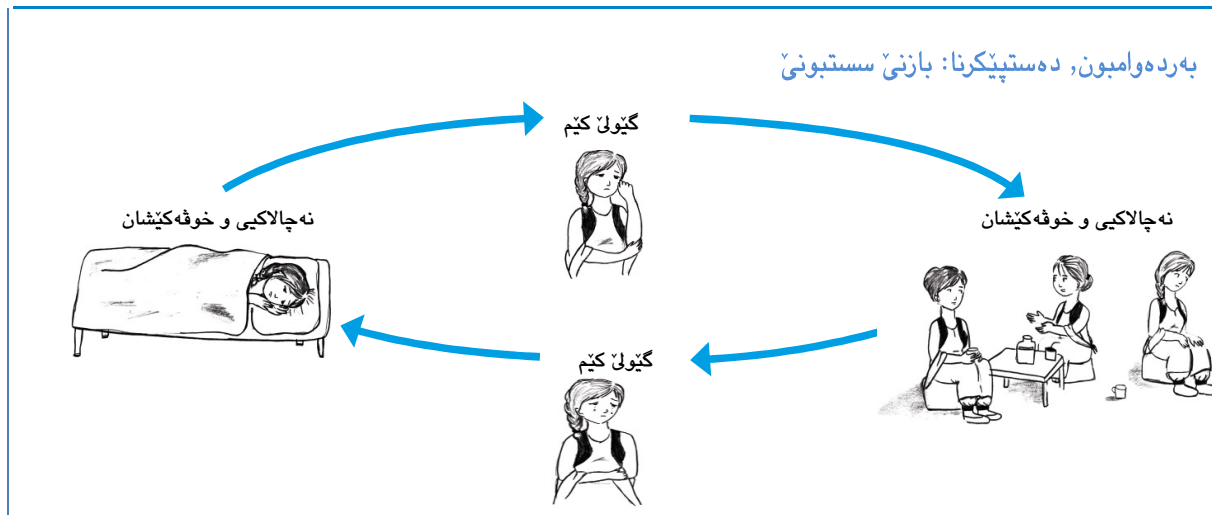 بەردەوامبون, دەستپێکرنا: بازنێ سستبونێ
گێولێ کێم
نەچالاکیی و خوڤەکێشان
نەچالاکیی و خوڤەکێشان
گێولێ کێم